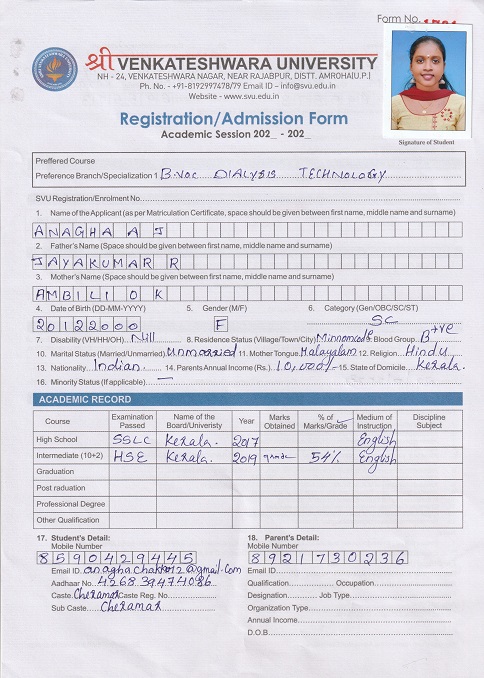 Form No.
श्री VENKATESHWARA UNIVERSITY
NH - 24, VENKATESHWARA NAGAR, NEAR RAJABPUR, DISTT. AMROHA(U.P.)
Ph. No. - +91-8192997478/79 Email ID - info@svu.edu.in
Website - www.svu.edu.in
Registration/Admission Form
Academic Session 202_ - 202_
Signature of Student
Preffered Course
Preference Branch/Specialization 1 B.VOC DIALYSIS TECHNOLOGY
SVU Registration/Enrolment No.
1. Name of the Applicant (as per Matriculation Certificate, space should be given between first name, middle name and surname)
ANAGHA A J
2. Father's Name (Space should be given between first name, middle name and surname)
JAYAKUMAR R
3. Mother's Name (Space should be given between first name, middle name and surname)
AMBILI O K
4. Date of Birth (DD-MM-YYYY) 5. Gender (M/F) 6. Category (Gen/OBC/SC/ST)
20122000 F SC
7. Disability (VH/HH/OH) Nill 8. Residence Status (Village/Town/City) 9. Blood Group B+ve
10. Marital Status (Married/Unmarried) Unmarried 11. Mother Tongue Malayalam 12. Religion Hindu
13. Nationality Indian 14. Parents Annual Income (Rs.) 10,000/- 15. State of Domicile Kerala.
16. Minority Status (If applicable) —
ACADEMIC RECORD
Course Examination Passed Name of the Board/Univeristy Year Marks Obtained % of Marks/Grade Medium of Instruction Discipline Subject
High School SSLC Kerala. 2017 English
Intermediate (10+2) HSE Kerala. 2019 grade 54% English
Graduation
Post raduation
Professional Degree
Other Qualification
17. Student's Detail: 18. Parent's Detail:
Mobile Number Mobile Number
8590429445 8921730236
Email ID. Email ID
Aadhaar No. Qualification Occupation
Caste Cheramar Caste Reg. No. Designation Job Type
Sub Caste Cheramar Organization Type
Annual Income
D.O.B